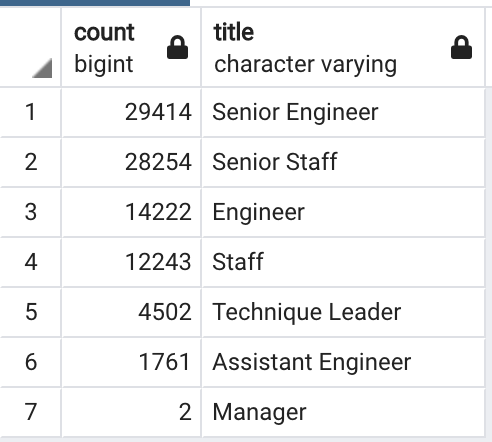 count title
bigint character varying
1 29414 Senior Engineer
2 28254 Senior Staff
3 14222 Engineer
4 12243 Staff
5 4502 Technique Leader
6 1761 Assistant Engineer
7 2 Manager